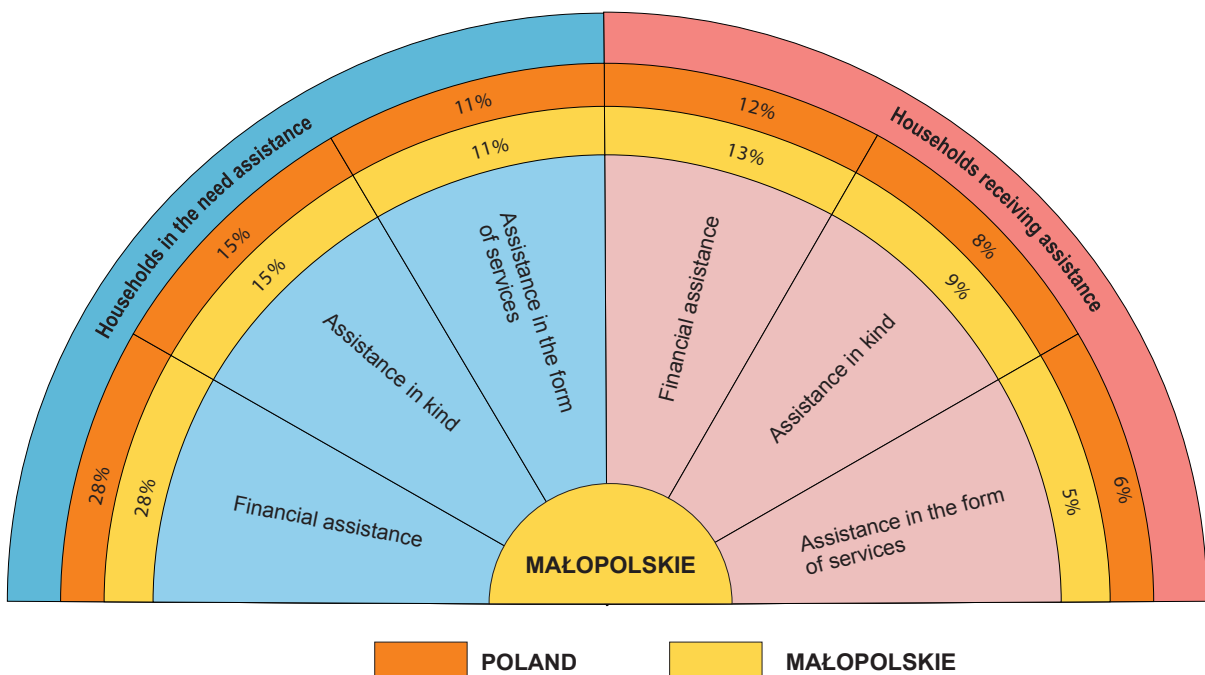 Households in the need assistance
Households receiving assistance
11%
12%
15%
8%
28%
6%
11%
13%
15%
9%
28%
5%
Financial assistance
Assistance in kind
Assistance in the form
of services
Financial assistance
Assistance in kind
Assistance in the form
of services
MAŁOPOLSKIE
POLAND
MAŁOPOLSKIE